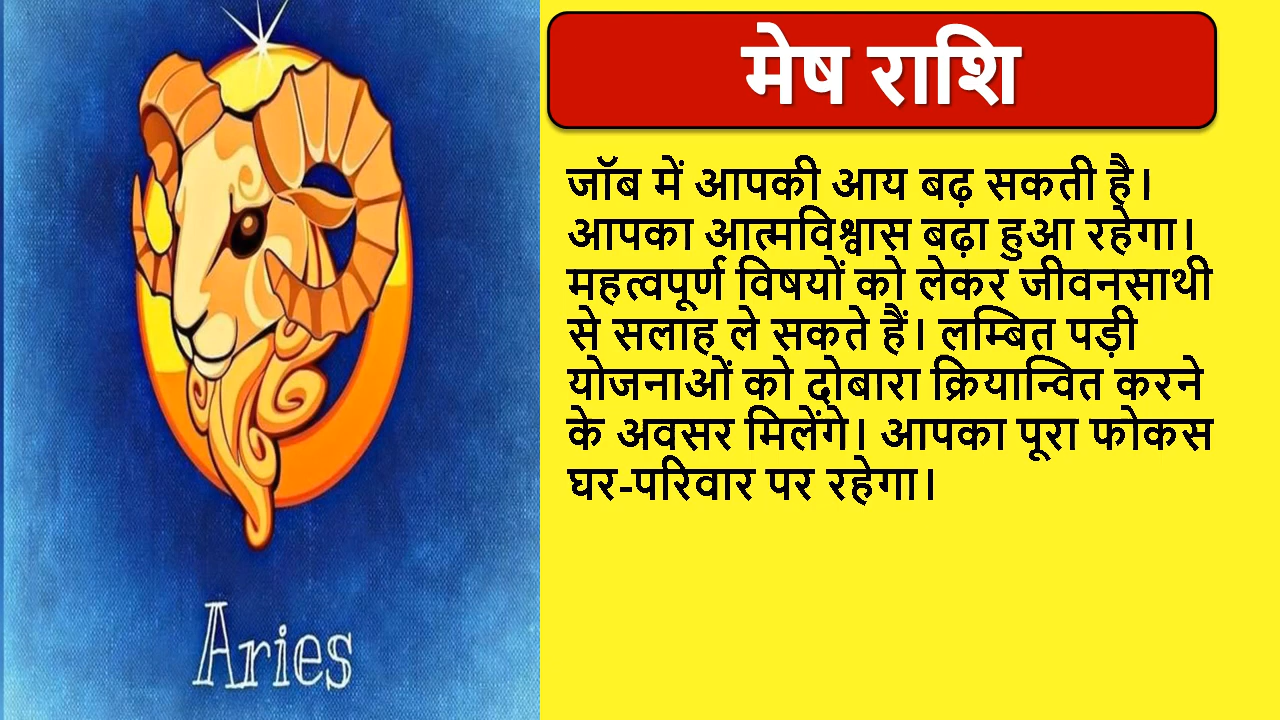 मेष राशि
जॉब में आपकी आय बढ़ सकती है।
आपका आत्मविश्वास बढ़ा हुआ रहेगा।
महत्वपूर्ण विषयों को लेकर जीवनसाथी
से सलाह ले सकते हैं। लम्बित पड़ी
योजनाओं को दोबारा क्रियान्वित करने
के अवसर मिलेंगे। आपका पूरा फोकस
घर-परिवार पर रहेगा।
Aries